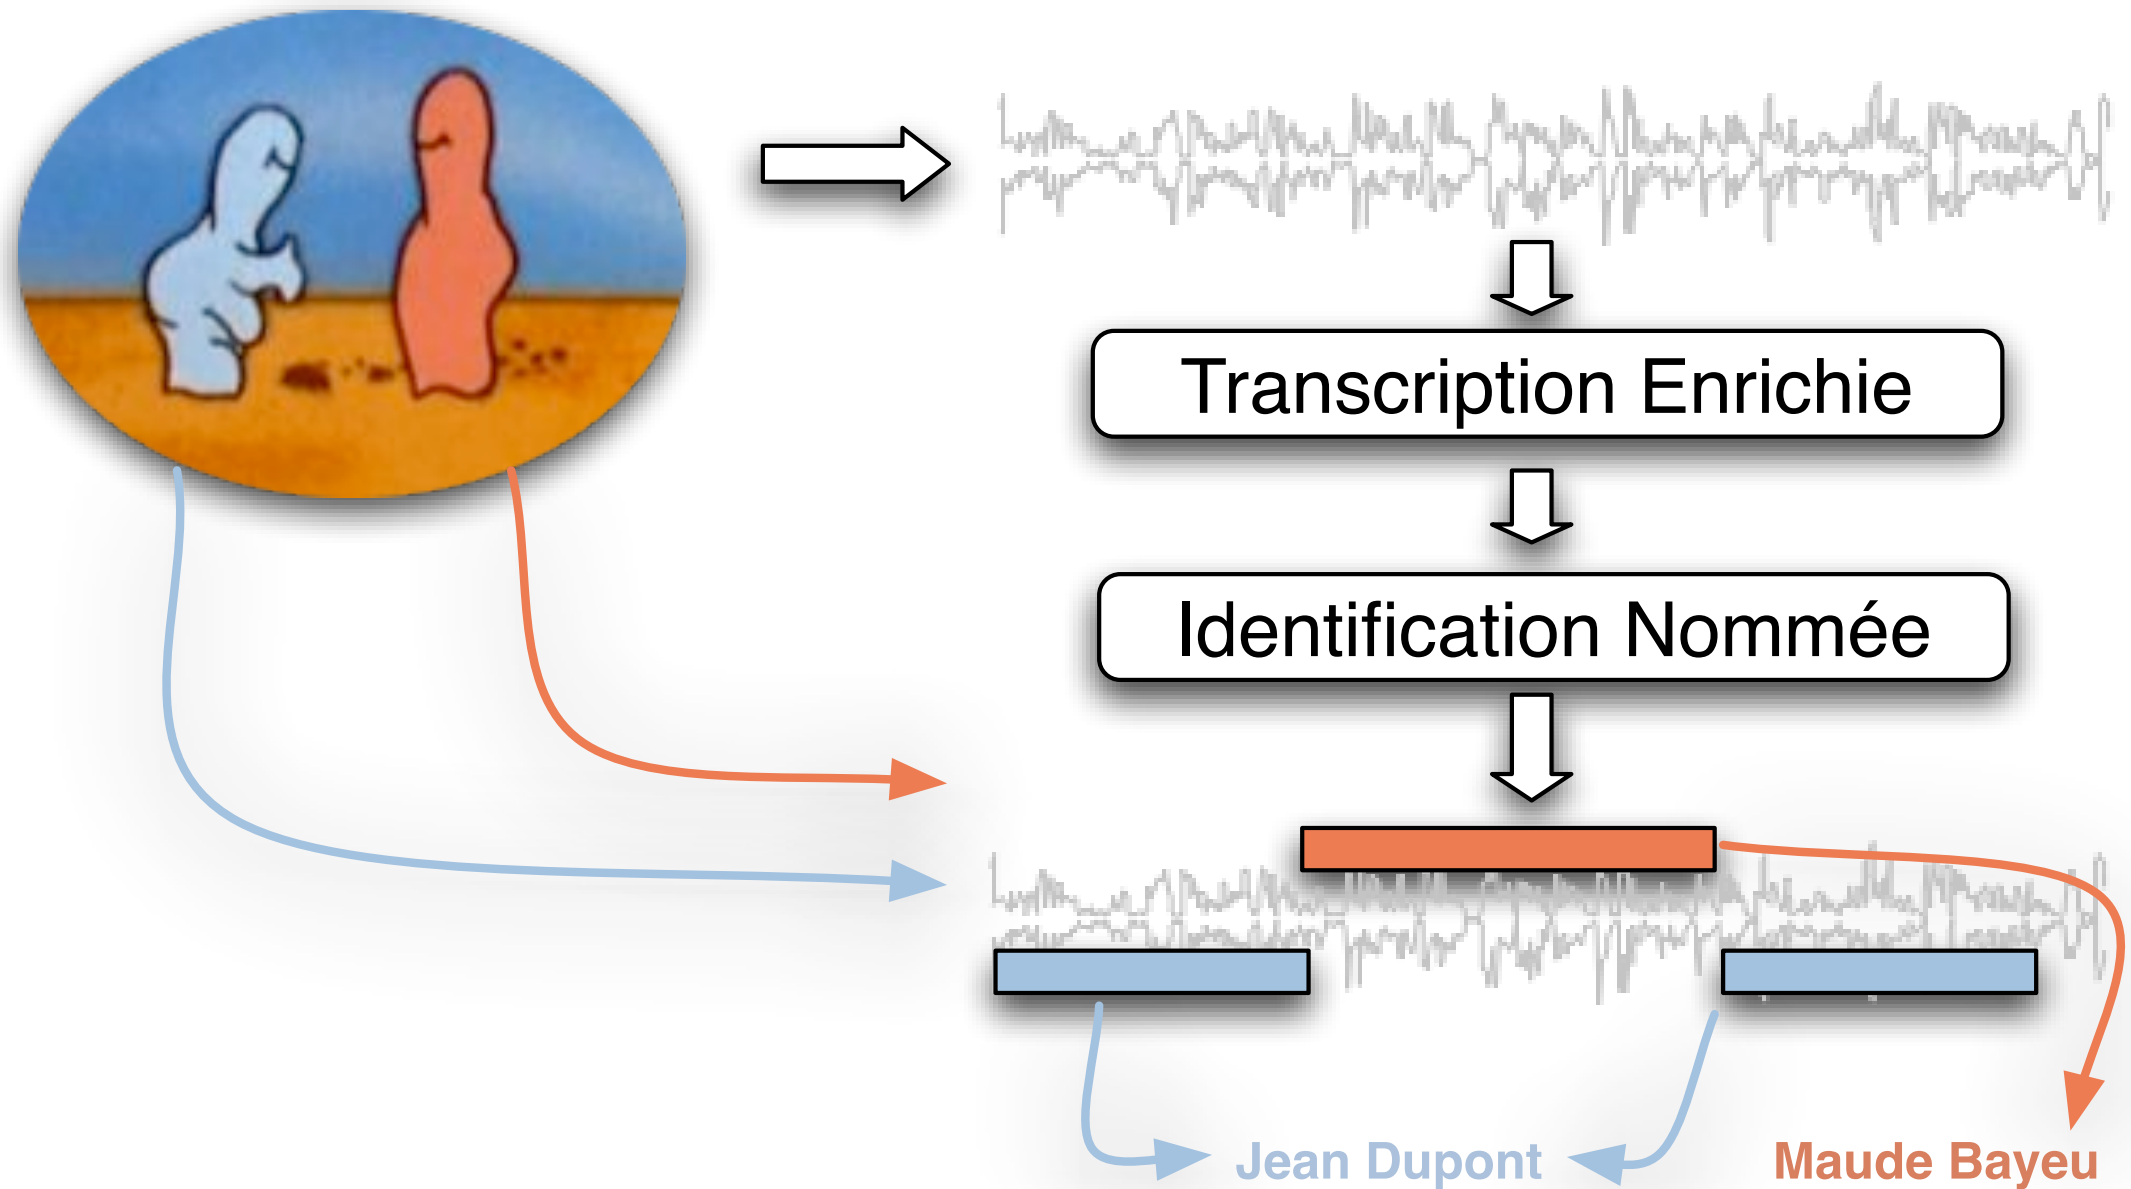 Transcription Enrichie
Identification Nommée
Jean Dupont
Maude Bayeu